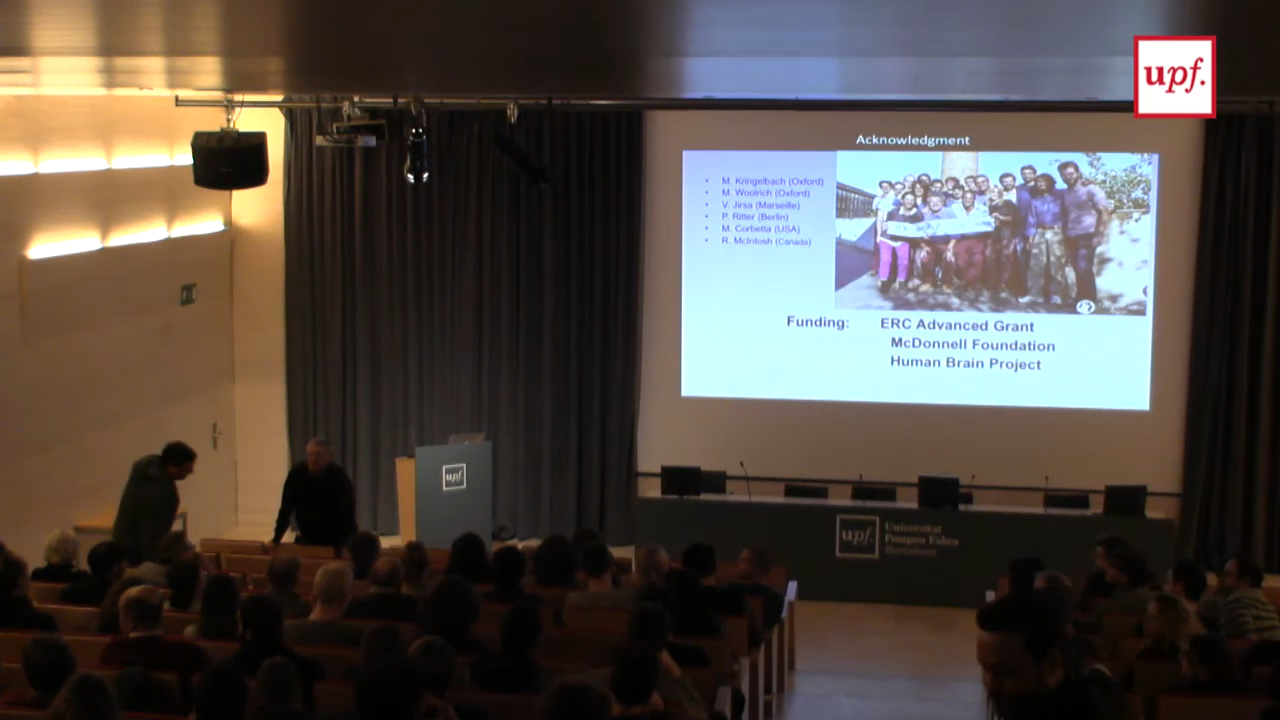 upf.
Acknowledgment
• M. Kringelbach (Oxford)
• M. Woolrich (Oxford)
• V. Jirsa (Marseille)
• P. Ritter (Berlin)
• M. Corbetta (USA)
• R. McIntosh (Canada)
Funding: ERC Advanced Grant
McDonnell Foundation
Human Brain Project
upf.
upf.
Universitat
Pompeu Fabra
Barcelona